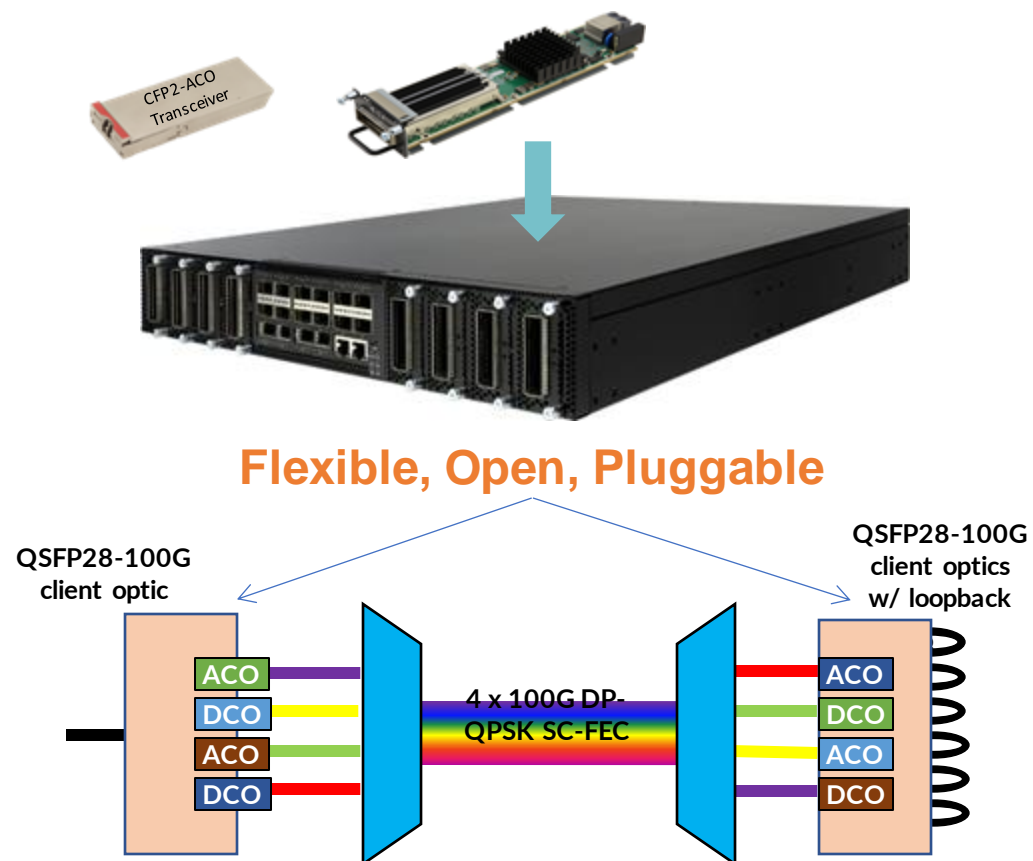 CFP2-ACO
Transceiver
Flexible, Open, Pluggable
QSFP28-100G
client optic
QSFP28-100G
client optics
w/ loopback
ACO
DCO
ACO
DCO
4 x 100G DP-
QPSK SC-FEC
ACO
DCO
ACO
DCO